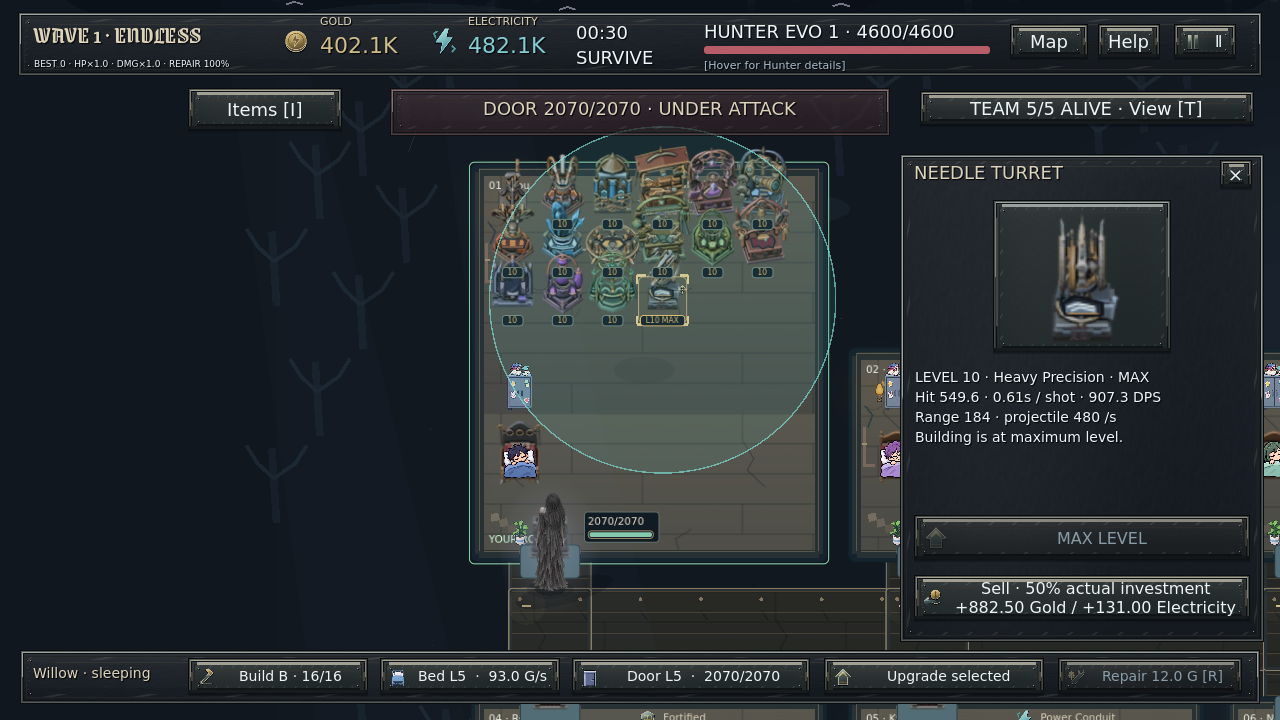 WAVE 1 · ENDLESS
BEST 0 · HP×1.0 · DMG×1.0 · REPAIR 100%
GOLD
402.1K
ELECTRICITY
482.1K
00:30
SURVIVE
HUNTER EVO 1 · 4600/4600
[Hover for Hunter details]
Map
Help
II
Items [I]
DOOR 2070/2070 · UNDER ATTACK
TEAM 5/5 ALIVE · View [T]
01
10
10
10
10
10
10
10
10
10
10
10
10
10
10
L10 MAX
02
2070/2070
NEEDLE TURRET
LEVEL 10 · Heavy Precision · MAX
Hit 549.6 · 0.61s / shot · 907.3 DPS
Range 184 · projectile 480 /s
Building is at maximum level.
MAX LEVEL
Sell · 50% actual investment
+882.50 Gold / +131.00 Electricity
Willow · sleeping
Build B · 16/16
Bed L5 · 93.0 G/s
Door L5 · 2070/2070
Upgrade selected
Repair 12.0 G [R]
Fortified
Power Conduit